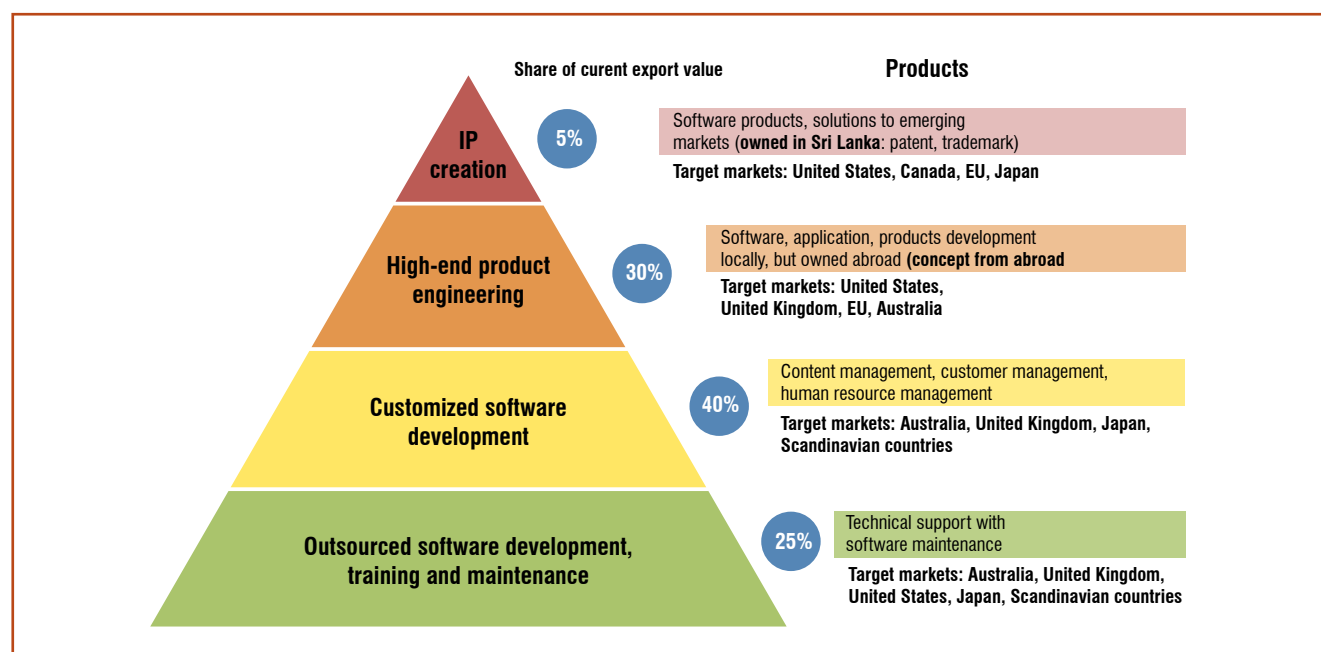 Share of curent export value
Products
IP
creation
5%
Software products, solutions to emerging
markets (owned in Sri Lanka: patent, trademark)
Target markets: United States, Canada, EU, Japan
High-end product
engineering
30%
Software, application, products development
locally, but owned abroad (concept from abroad
Target markets: United States,
United Kingdom, EU, Australia
Customized software
development
40%
Content management, customer management,
human resource management
Target markets: Australia, United Kingdom, Japan,
Scandinavian countries
Outsourced software development,
training and maintenance
25%
Technical support with
software maintenance
Target markets: Australia, United Kingdom,
United States, Japan, Scandinavian countries